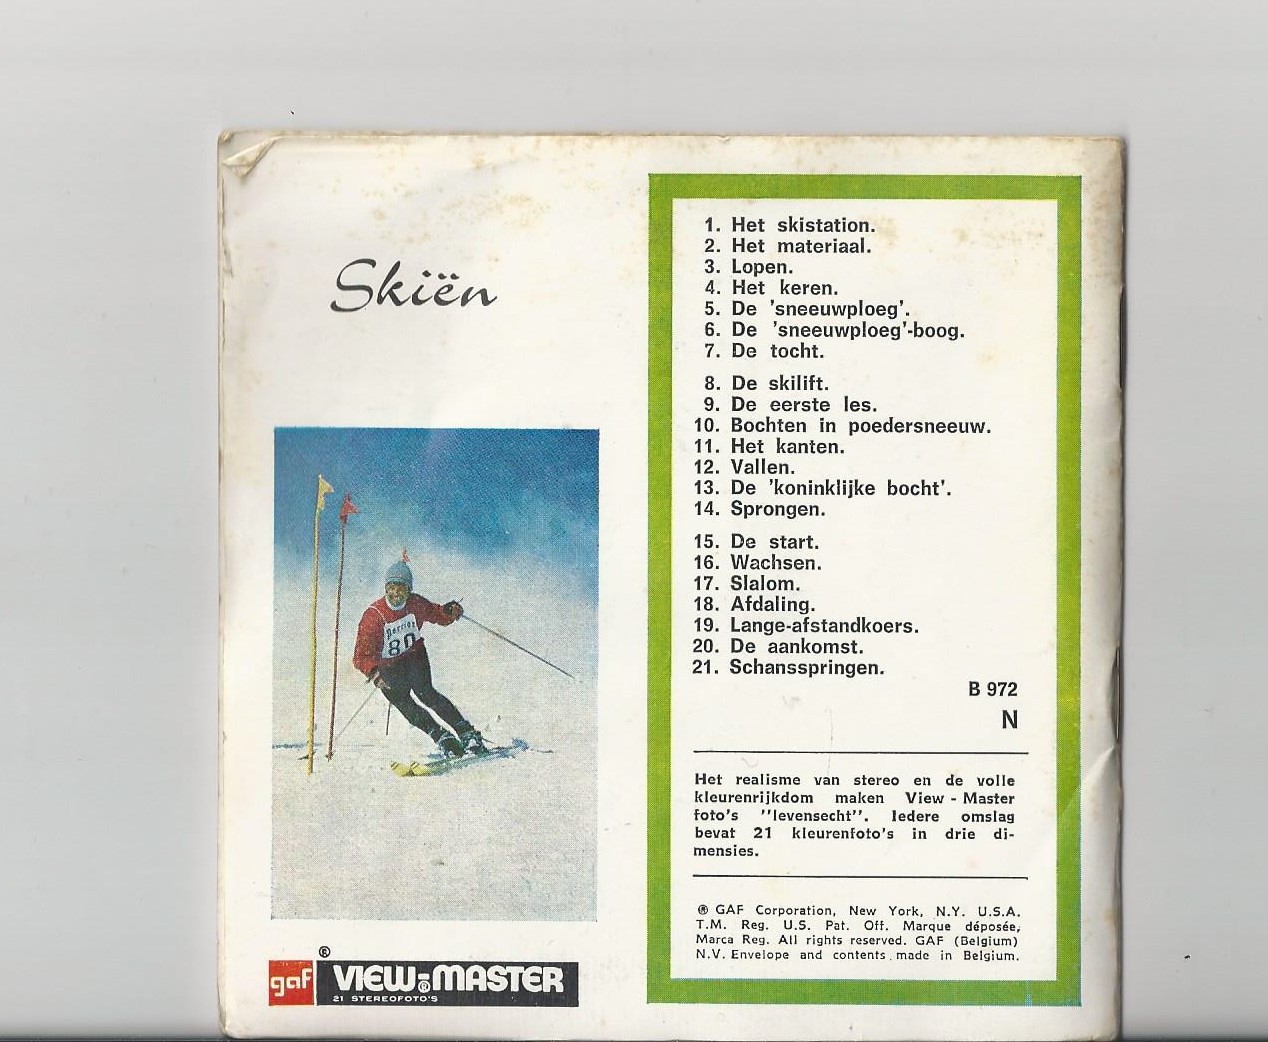 Skiën
1. Het skistation.
2. Het materiaal.
3. Lopen.
4. Het keren.
5. De 'sneeuwploeg'.
6. De 'sneeuwploeg'-boog.
7. De tocht.
8. De skilift.
9. De eerste les.
10. Bochten in poedersneeuw.
11. Het kanten.
12. Vallen.
13. De 'koninklijke bocht'.
14. Sprongen.
15. De start.
16. Wachsen.
17. Slalom.
18. Afdaling.
19. Lange-afstandkoers.
20. De aankomst.
21. Schansspringen.
B 972
N
Het realisme van stereo en de volle
kleurenrijkdom maken View - Master
foto's "levensecht". Iedere omslag
bevat 21 kleurenfoto's in drie di-
mensies.
® GAF Corporation, New York, N.Y. U.S.A.
T.M. Reg. U.S. Pat. Off. Marque déposée,
Marca Reg. All rights reserved. GAF (Belgium)
N.V. Envelope and contents made in Belgium.
80
gaf ® VIEW-MASTER ®
21 STEREOFOTO'S